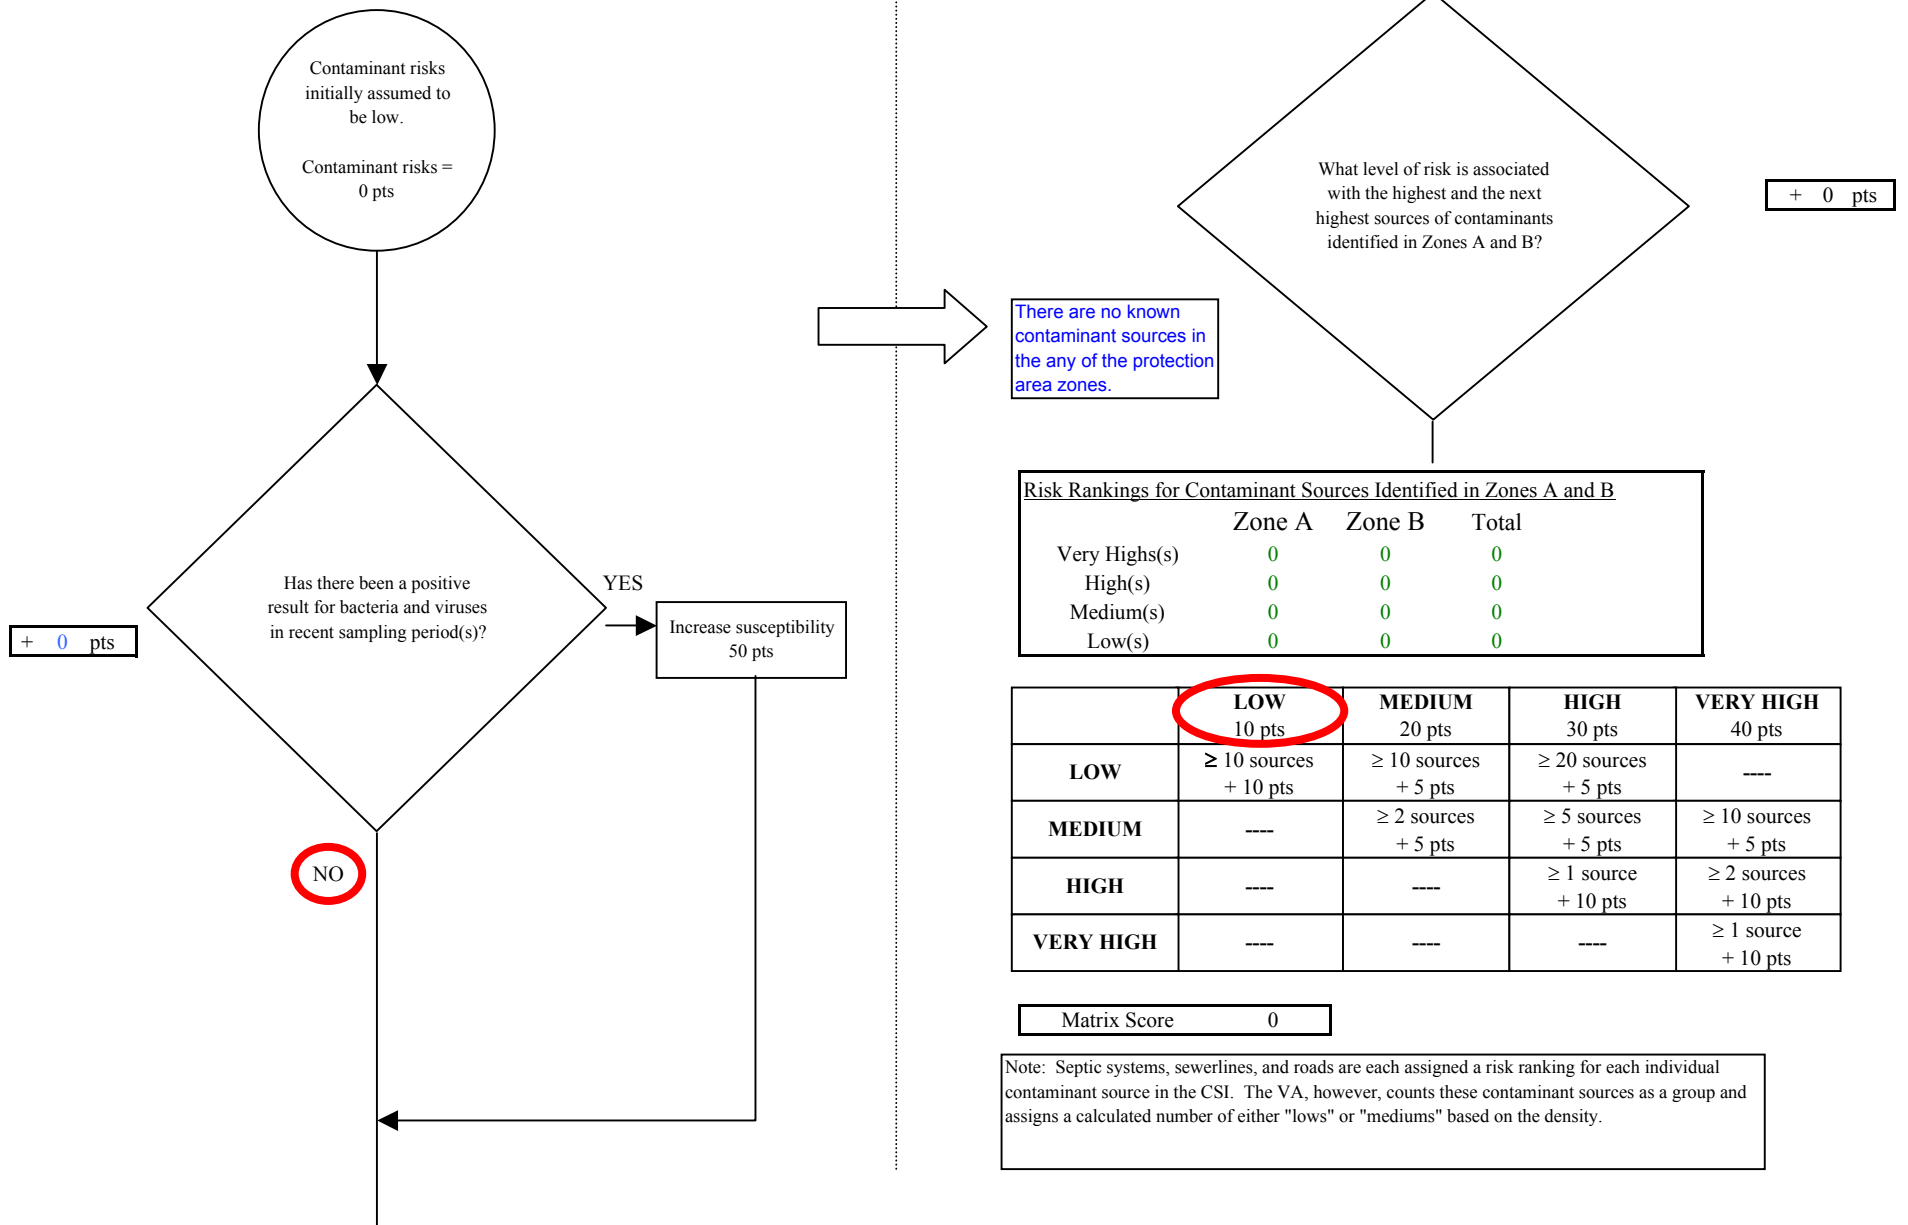 Contaminant risks
initially assumed to
be low.
Contaminant risks =
0 pts
Has there been a positive
result for bacteria and viruses
in recent sampling period(s)?
+ 0 pts
YES
Increase susceptibility
50 pts
NO
What level of risk is associated
with the highest and the next
highest sources of contaminants
identified in Zones A and B?
+ 0 pts
There are no known
contaminant sources in
the any of the protection
area zones.
Risk Rankings for Contaminant Sources Identified in Zones A and B
Zone A Zone B Total
Very Highs(s) 0 0 0
High(s) 0 0 0
Medium(s) 0 0 0
Low(s) 0 0 0
LOW MEDIUM HIGH VERY HIGH
10 pts 20 pts 30 pts 40 pts
LOW ≥ 10 sources ≥ 10 sources ≥ 20 sources ----
+ 10 pts + 5 pts + 5 pts
MEDIUM ---- ≥ 2 sources ≥ 5 sources ≥ 10 sources
+ 5 pts + 5 pts + 5 pts
HIGH ---- ---- ≥ 1 source ≥ 2 sources
+ 10 pts + 10 pts
VERY HIGH ---- ---- ---- ≥ 1 source
+ 10 pts
Matrix Score 0
Note: Septic systems, sewerlines, and roads are each assigned a risk ranking for each individual
contaminant source in the CSI. The VA, however, counts these contaminant sources as a group and
assigns a calculated number of either "lows" or "mediums" based on the density.